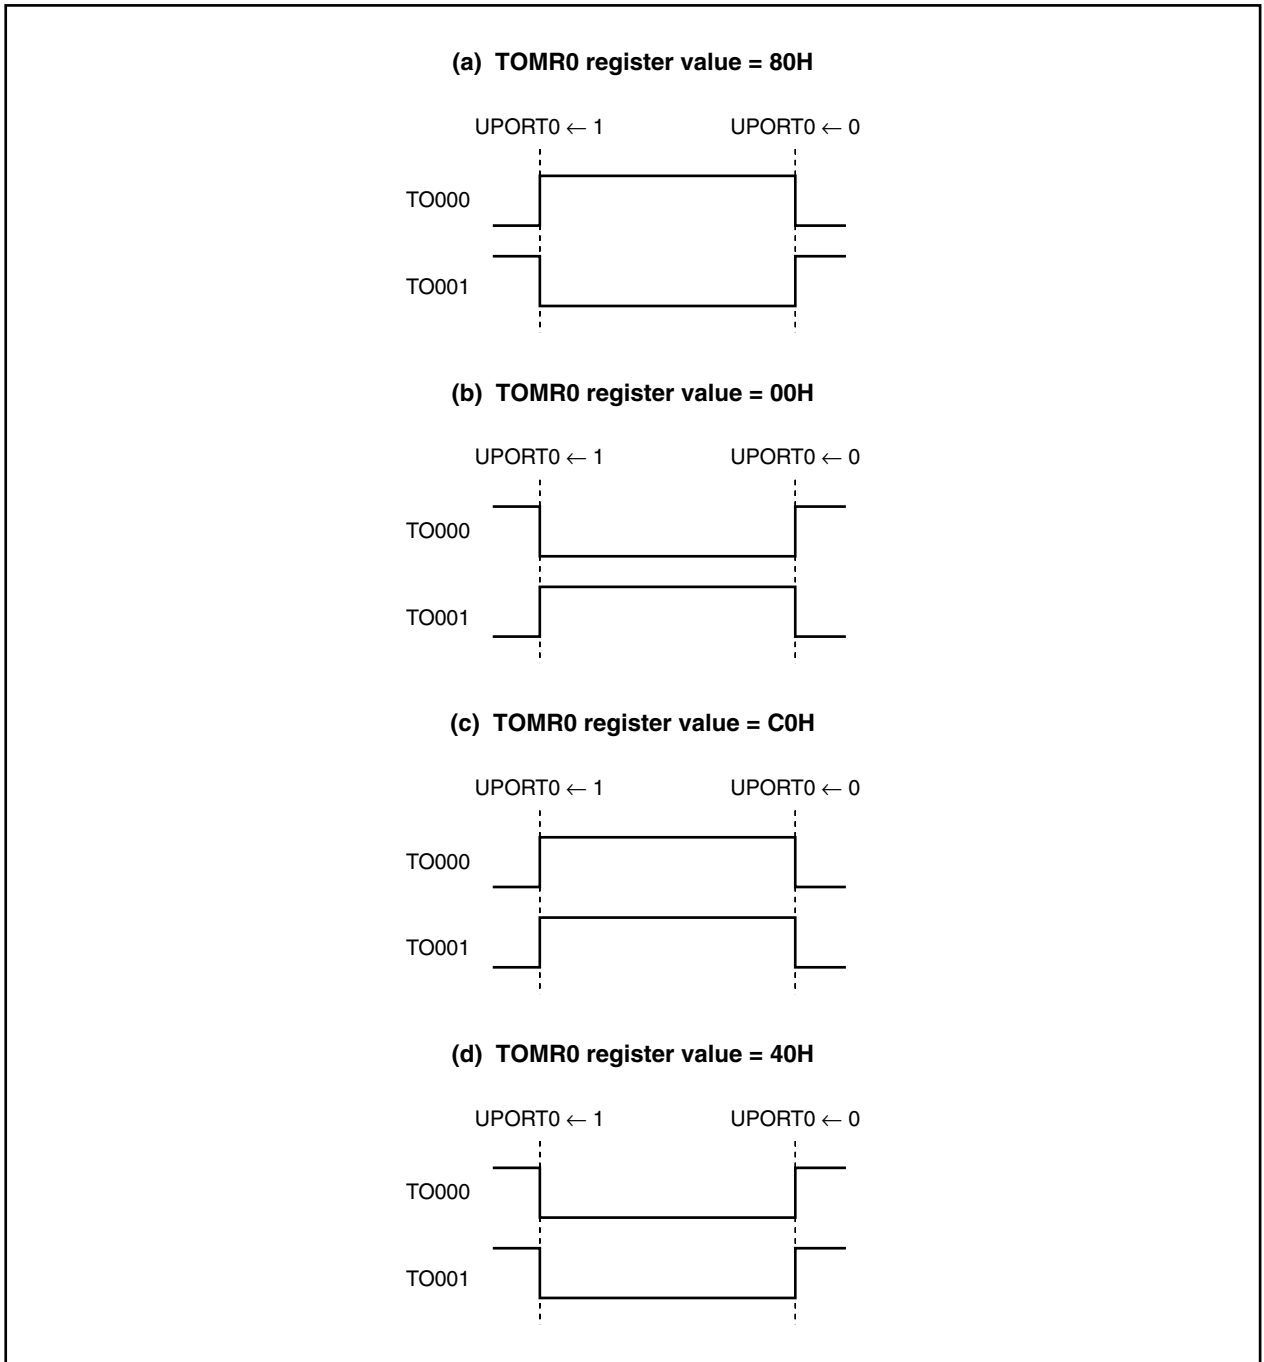 (a) TOMR0 register value = 80H
UPORT0 ← 1 UPORT0 ← 0
TO000
TO001
(b) TOMR0 register value = 00H
UPORT0 ← 1 UPORT0 ← 0
TO000
TO001
(c) TOMR0 register value = C0H
UPORT0 ← 1 UPORT0 ← 0
TO000
TO001
(d) TOMR0 register value = 40H
UPORT0 ← 1 UPORT0 ← 0
TO000
TO001